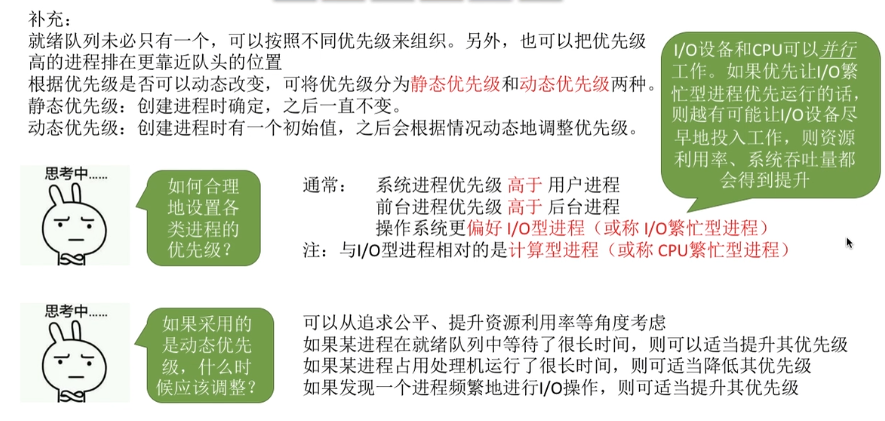 补充：
就绪队列未必只有一个，可以按照不同优先级来组织。另外，也可以把优先级
高的进程排在更靠近队头的位置
根据优先级是否可以动态改变，可将优先级分为静态优先级和动态优先级两种。
静态优先级：创建进程时确定，之后一直不变。
动态优先级：创建进程时有一个初始值，之后会根据情况动态地调整优先级。
I/O设备和CPU可以并行
工作。如果优先让I/O繁
忙型进程优先运行的话，
则越有可能让I/O设备尽
早地投入工作，则资源
利用率、系统吞吐量都
会得到提升
思考中......
如何合理
地设置各
类进程的
优先级？
通常： 系统进程优先级 高于 用户进程
前台进程优先级 高于 后台进程
操作系统更偏好 I/O型进程（或称 I/O繁忙型进程）
注：与I/O型进程相对的是计算型进程（或称 CPU繁忙型进程）
思考中......
如果采用的
是动态优先
级，什么时
候应该调整？
可以从追求公平、提升资源利用率等角度考虑
如果某进程在就绪队列中等待了很长时间，则可以适当提升其优先级
如果某进程占用处理机运行了很长时间，则可适当降低其优先级
如果发现一个进程频繁地进行I/O操作，则可适当提升其优先级